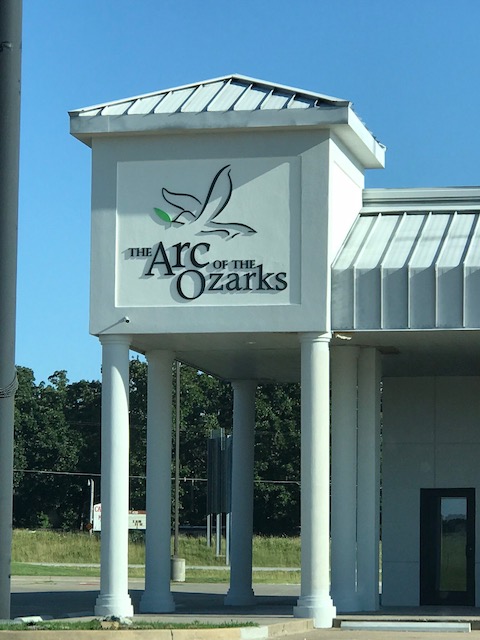 THE Arc OF THE
Ozarks